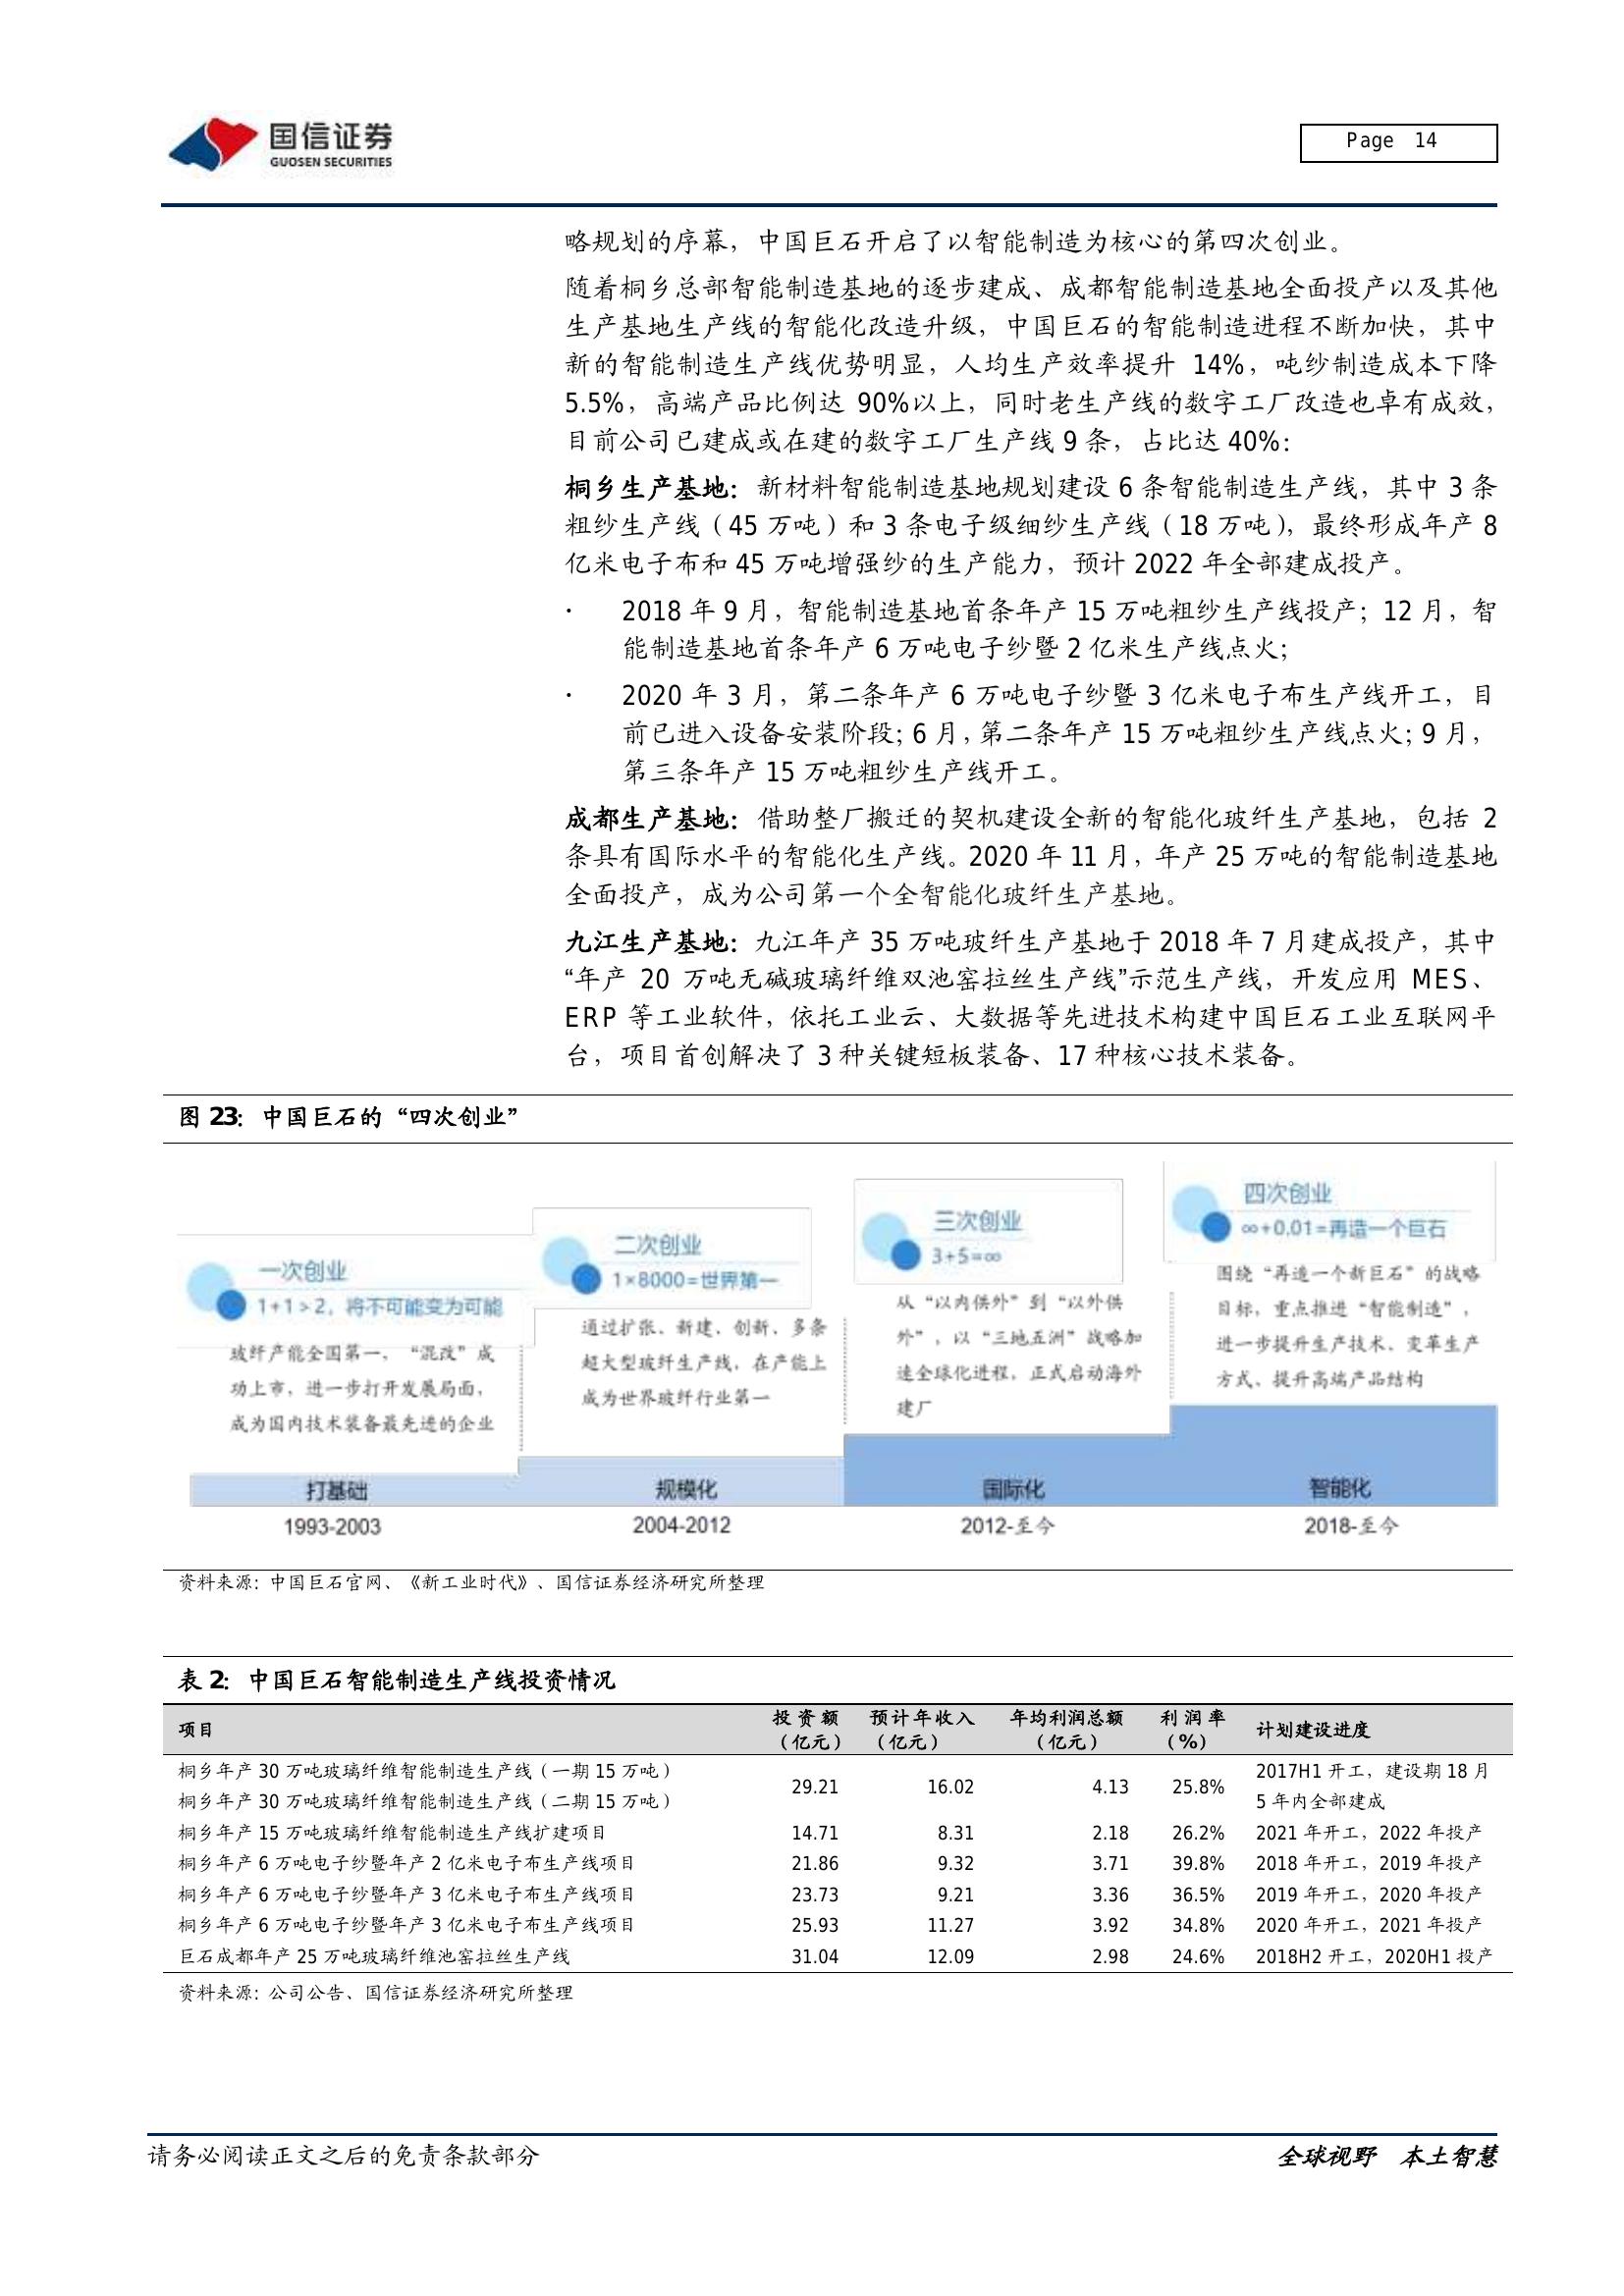 国信证券
GUOSEN SECURITIES
Page 14
略规划的序幕，中国巨石开启了以智能制造为核心的第四次创业。
随着桐乡总部智能制造基地的逐步建成、成都智能制造基地全面投产以及其他
生产基地生产线的智能化改造升级，中国巨石的智能制造进程不断加快，其中
新的智能制造生产线优势明显，人均生产效率提升 14%，吨纱制造成本下降
5.5%，高端产品比例达 90%以上，同时老生产线的数字工厂改造也卓有成效，
目前公司已建成或在建的数字工厂生产线 9 条，占比达 40%：
桐乡生产基地：新材料智能制造基地规划建设 6 条智能制造生产线，其中 3 条
粗纱生产线（45 万吨）和 3 条电子级细纱生产线（18 万吨），最终形成年产 8
亿米电子布和 45 万吨增强纱的生产能力，预计 2022 年全部建成投产。
· 2018 年 9 月，智能制造基地首条年产 15 万吨粗纱生产线投产；12 月，智
能制造基地首条年产 6 万吨电子纱暨 2 亿米生产线点火；
· 2020 年 3 月，第二条年产 6 万吨电子纱暨 3 亿米电子布生产线开工，目
前已进入设备安装阶段；6 月，第二条年产 15 万吨粗纱生产线点火；9 月，
第三条年产 15 万吨粗纱生产线开工。
成都生产基地：借助整厂搬迁的契机建设全新的智能化玻纤生产基地，包括 2
条具有国际水平的智能化生产线。2020 年 11 月，年产 25 万吨的智能制造基地
全面投产，成为公司第一个全智能化玻纤生产基地。
九江生产基地：九江年产 35 万吨玻纤生产基地于 2018 年 7 月建成投产，其中
“年产 20 万吨无碱玻璃纤维双池窑拉丝生产线”示范生产线，开发应用 MES、
ERP 等工业软件，依托工业云、大数据等先进技术构建中国巨石工业互联网平
台，项目首创解决了 3 种关键短板装备、17 种核心技术装备。
图 23：中国巨石的“四次创业”
一次创业
1+1＞2，将不可能变为可能
玻纤产能全国第一，“混改”成
功上市，进一步打开发展局面，
成为国内技术装备最先进的企业
打基础
1993-2003
二次创业
1×8000=世界第一
通过扩张、新建、创新、多条
超大型玻纤生产线，在产能上
成为世界玻纤行业第一
规模化
2004-2012
三次创业
3+5=∞
从“以内供外”到“以外供
外”，以“三地五洲”战略加
速全球化进程，正式启动海外
建厂
国际化
2012-至今
四次创业
∞+0.01=再造一个巨石
围绕“再造一个新巨石”的战略
目标，重点推进“智能制造”，
进一步提升生产技术、变革生产
方式、提升高端产品结构
智能化
2018-至今
资料来源：中国巨石官网、《新工业时代》、国信证券经济研究所整理
表 2：中国巨石智能制造生产线投资情况
项目 投资额（亿元） 预计年收入（亿元） 年均利润总额（亿元） 利润率（%） 计划建设进度
桐乡年产 30 万吨玻璃纤维智能制造生产线（一期 15 万吨） 29.21 16.02 4.13 25.8% 2017H1 开工，建设期 18 月
桐乡年产 30 万吨玻璃纤维智能制造生产线（二期 15 万吨） 5 年内全部建成
桐乡年产 15 万吨玻璃纤维智能制造生产线扩建项目 14.71 8.31 2.18 26.2% 2021 年开工，2022 年投产
桐乡年产 6 万吨电子纱暨年产 2 亿米电子布生产线项目 21.86 9.32 3.71 39.8% 2018 年开工，2019 年投产
桐乡年产 6 万吨电子纱暨年产 3 亿米电子布生产线项目 23.73 9.21 3.36 36.5% 2019 年开工，2020 年投产
桐乡年产 6 万吨电子纱暨年产 3 亿米电子布生产线项目 25.93 11.27 3.92 34.8% 2020 年开工，2021 年投产
巨石成都年产 25 万吨玻璃纤维池窑拉丝生产线 31.04 12.09 2.98 24.6% 2018H2 开工，2020H1 投产
资料来源：公司公告、国信证券经济研究所整理
请务必阅读正文之后的免责条款部分
全球视野 本土智慧